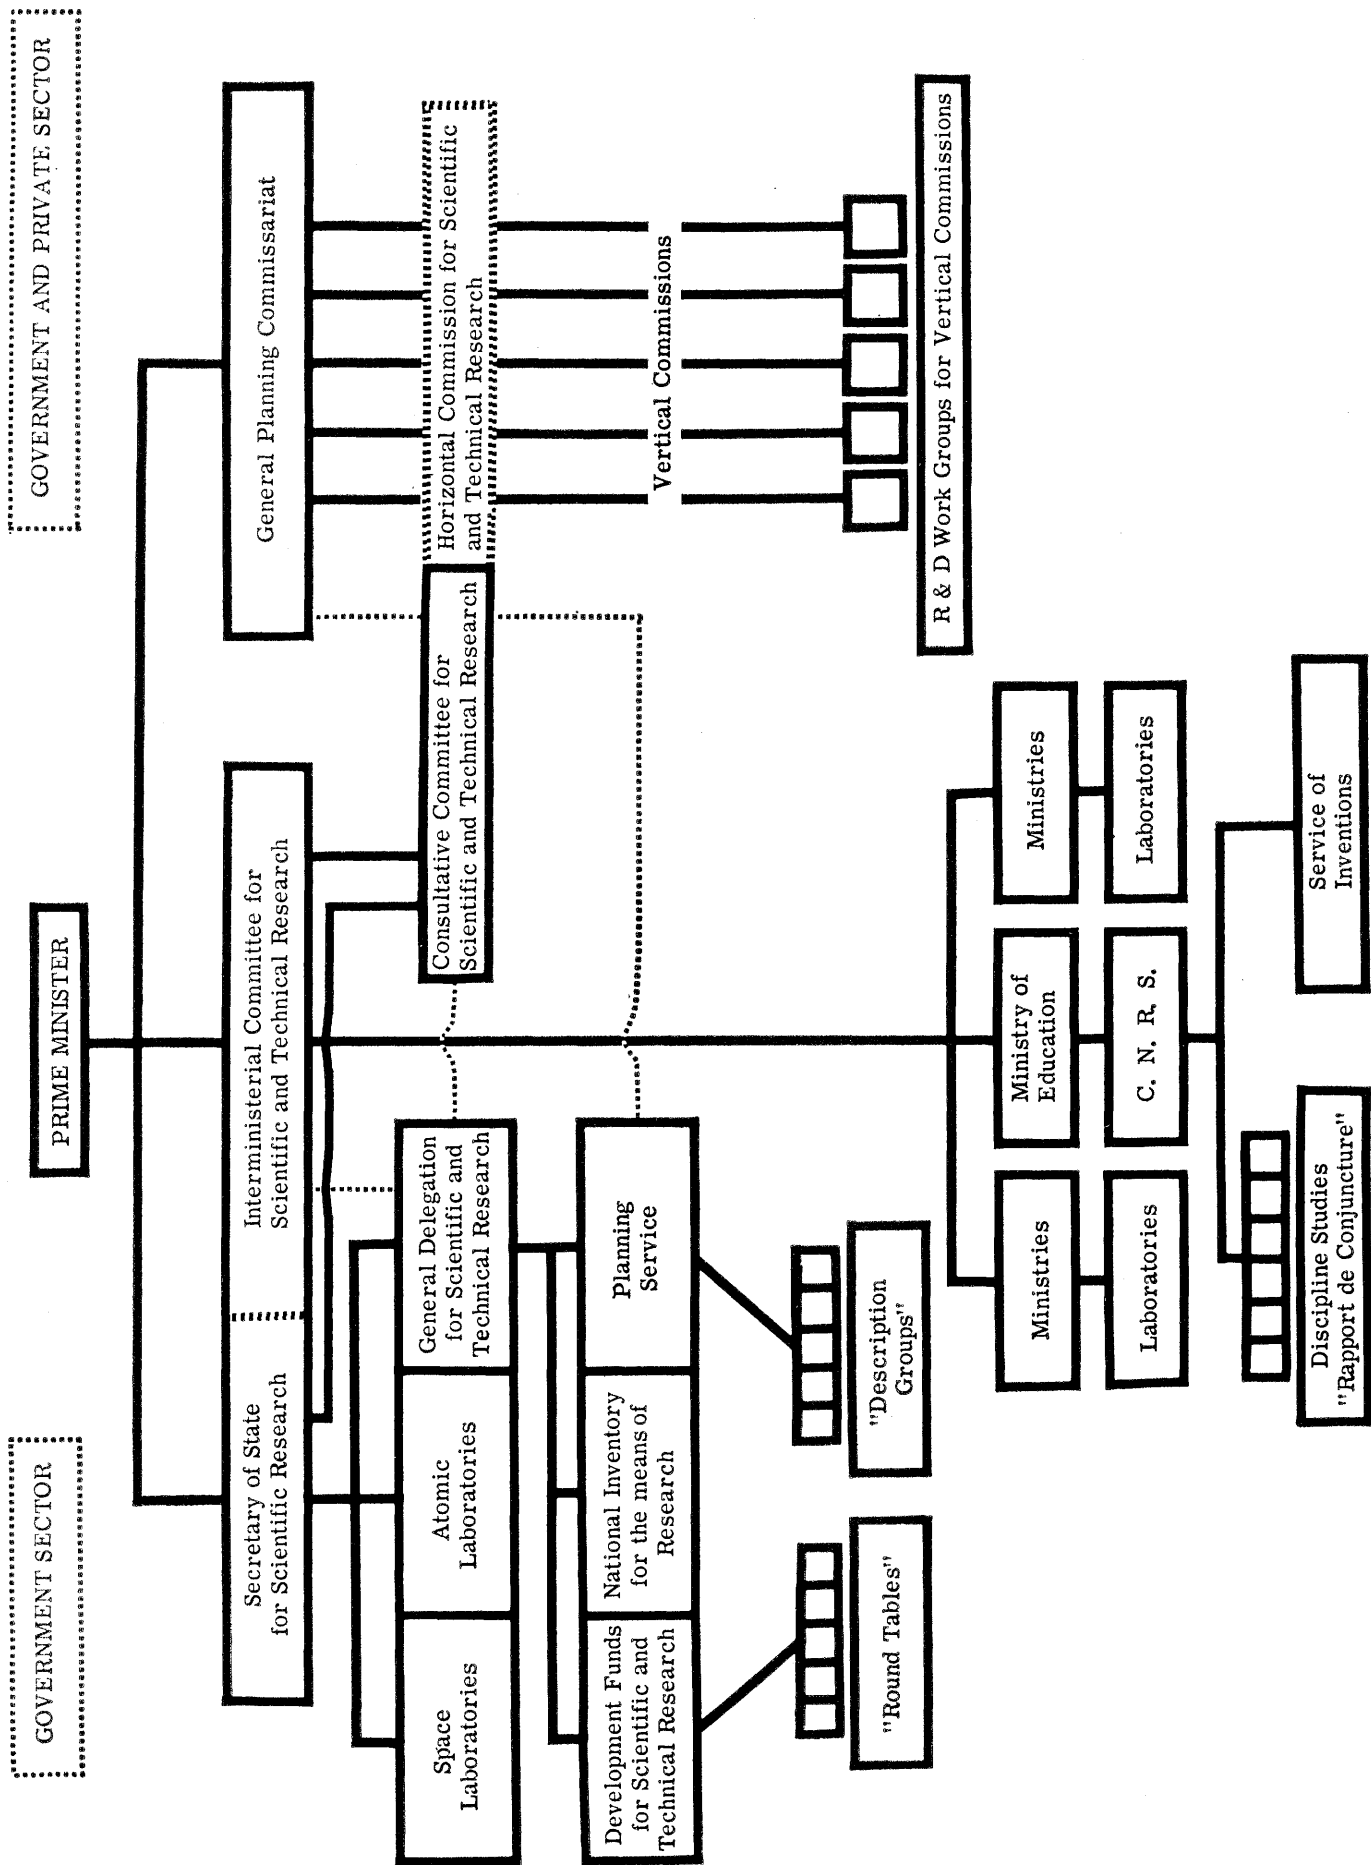 GOVERNMENT SECTOR
GOVERNMENT AND PRIVATE SECTOR
PRIME MINISTER
Secretary of State
for Scientific Research
Interministerial Committee for
Scientific and Technical Research
General Planning Commissariat
Space
Laboratories
Atomic
Laboratories
General Delegation
for Scientific and
Technical Research
Consultative Committee for
Scientific and Technical Research
Horizontal Commission for Scientific
and Technical Research
Development Funds
for Scientific and
Technical Research
National Inventory
for the means of
Research
Planning
Service
Vertical Commissions
"Round Tables"
"Description
Groups"
R & D Work Groups for Vertical Commissions
Ministries
Ministry of
Education
Ministries
Laboratories
C. N. R. S.
Laboratories
Discipline Studies
"Rapport de Conjuncture"
Service of
Inventions